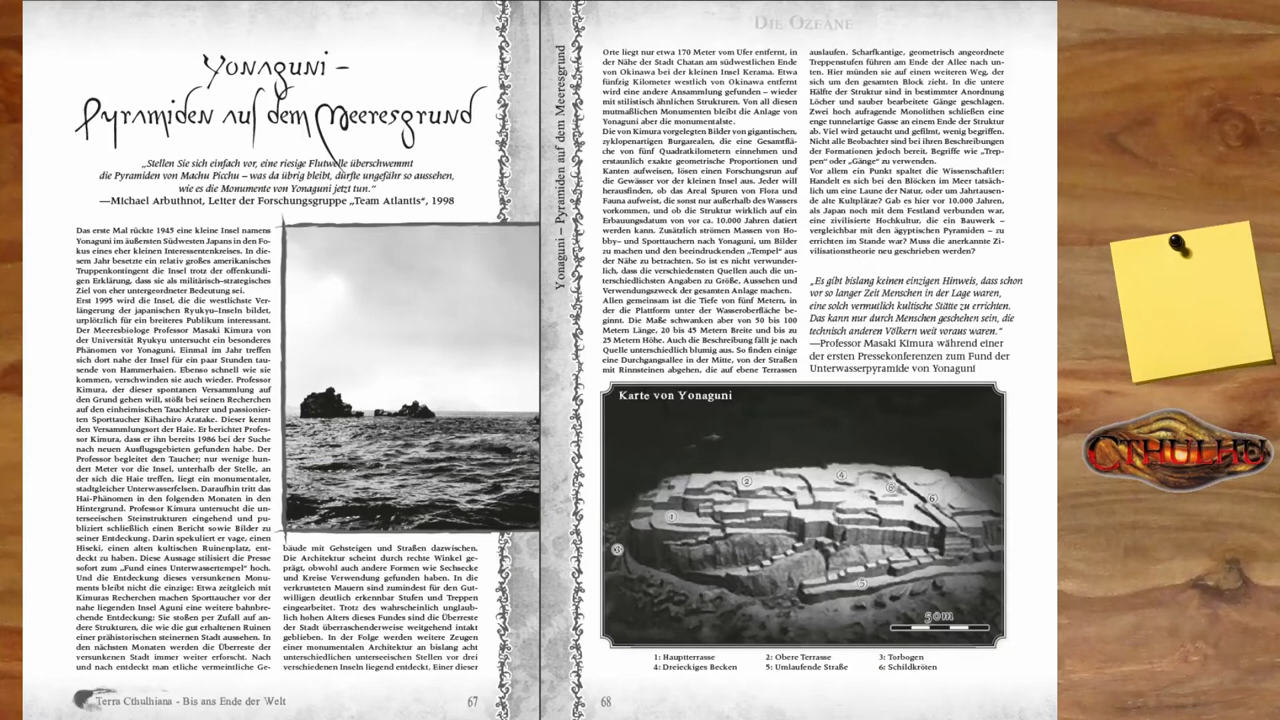 Yonaguni –
Pyramiden auf dem Meeresgrund
„Stellen Sie sich einfach vor, eine riesige Flutwelle überschwemmt
die Pyramiden von Machu Picchu – was da übrig bleibt, dürfte ungefähr so aussehen,
wie es die Monumente von Yonaguni jetzt tun.“
—Michael Arbuthnot, Leiter der Forschungsgruppe „Team Atlantis“, 1998
Das erste Mal rückte 1945 eine kleine Insel namens
Yonaguni im äußersten Südwesten Japans in den Fo-
kus eines eher kleinen Interessentenkreises. In die-
sem Jahr besetzte ein relativ großes amerikanisches
Truppenkontingent die Insel trotz der offenkundi-
gen Erklärung, dass sie als militärisch-strategisches
Ziel von eher untergeordneter Bedeutung sei.
Erst 1995 wird die Insel, die die westlichste Ver-
längerung der japanischen Ryukyu-Inseln bildet,
urplötzlich für ein breiteres Publikum interessant.
Der Meeresbiologe Professor Masaki Kimura von
der Universität Ryukyu untersucht ein besonderes
Phänomen vor Yonaguni. Einmal im Jahr treffen
sich dort nahe der Insel für ein paar Stunden tau-
sende von Hammerhaien. Ebenso schnell wie sie
kommen, verschwinden sie auch wieder. Professor
Kimura, der dieser spontanen Versammlung auf
den Grund gehen will, stößt bei seinen Recherchen
auf den einheimischen Tauchlehrer und passionier-
ten Sporttaucher Kihachiro Aratake. Dieser kennt
den Versammlungsort der Haie. Er berichtet Profes-
sor Kimura, dass er ihn bereits 1986 bei der Suche
nach neuen Ausflugsgebieten gefunden habe. Der
Professor begleitet den Taucher; nur wenige hun-
dert Meter vor die Insel, unterhalb der Stelle, an
der sich die Haie treffen, liegt ein monumentaler,
stadtgleicher Unterwasserfelsen. Daraufhin tritt das
Hai-Phänomen in den folgenden Monaten in den
Hintergrund. Professor Kimura untersucht die un-
terseeischen Steinstrukturen eingehend und pu-
bliziert schließlich einen Bericht sowie Bilder zu
seiner Entdeckung. Darin spekuliert er vage, einen
Hiseki, einen alten kultischen Ruinenplatz, ent-
deckt zu haben. Diese Aussage stilisiert die Presse
sofort zum „Fund eines Unterwassertempel“ hoch.
Und die Entdeckung dieses versunkenen Monu-
ments bleibt nicht die einzige: Etwa zeitgleich mit
Kimuras Recherchen machen Sporttaucher vor der
nahe liegenden Insel Aguni eine weitere bahnbre-
chende Entdeckung: Sie stoßen per Zufall auf an-
dere Strukturen, die wie die gut erhaltenen Ruinen
einer prähistorischen steinernen Stadt aussehen. In
den nächsten Monaten werden die Überreste der
versunkenen Stadt immer weiter erforscht. Nach
und nach entdeckt man etliche vermeintliche Ge-
bäude mit Gehsteigen und Straßen dazwischen.
Die Architektur scheint durch rechte Winkel ge-
prägt, obwohl auch andere Formen wie Sechsecke
und Kreise Verwendung gefunden haben. In die
verkrusteten Mauern sind zumindest für den Gut-
willigen deutlich erkennbar Stufen und Treppen
eingearbeitet. Trotz des wahrscheinlich unglaub-
lich hohen Alters dieses Fundes sind die Überreste
der Stadt überraschenderweise weitgehend intakt
geblieben. In der Folge werden weitere Zeugen
einer monumentalen Architektur an bislang acht
unterschiedlichen unterseeischen Stellen vor drei
verschiedenen Inseln liegend entdeckt. Einer dieser
Terra Cthulhiana - Bis ans Ende der Welt
67
Yonaguni – Pyramiden auf dem Meeresgrund
Die Ozeane
Orte liegt nur etwa 170 Meter vom Ufer entfernt, in
der Nähe der Stadt Chatan am südwestlichen Ende
von Okinawa bei der kleinen Insel Kerama. Etwa
fünfzig Kilometer westlich von Okinawa entfernt
wird eine andere Ansammlung gefunden – wieder
mit stilistisch ähnlichen Strukturen. Von all diesen
mutmaßlichen Monumenten bleibt die Anlage von
Yonaguni aber die monumentalste.
Die von Kimura vorgelegten Bilder von gigantischen,
zyklopenartigen Burgarealen, die eine Gesamtflä-
che von fünf Quadratkilometern einnehmen und
erstaunlich exakte geometrische Proportionen und
Kanten aufweisen, lösen einen Forschungsrun auf
die Gewässer vor der kleinen Insel aus. Jeder will
herausfinden, ob das Areal Spuren von Flora und
Fauna aufweist, die sonst nur außerhalb des Wassers
vorkommen, und ob die Struktur wirklich auf ein
Erbauungsdatum von vor ca. 10.000 Jahren datiert
werden kann. Zusätzlich strömen Massen von Ho-
bby- und Sporttauchern nach Yonaguni, um Bilder
zu machen und den beeindruckenden „Tempel“ aus
der Nähe zu betrachten. So ist es nicht verwunder-
lich, dass die verschiedensten Quellen auch die un-
terschiedlichsten Angaben zu Größe, Aussehen und
Verwendungszweck der gesamten Anlage machen.
Allen gemeinsam ist die Tiefe von fünf Metern, in
der die Plattform unter der Wasseroberfläche be-
ginnt. Die Maße schwanken aber von 50 bis 100
Metern Länge, 20 bis 45 Metern Breite und bis zu
25 Metern Höhe. Auch die Beschreibung fällt je nach
Quelle unterschiedlich blumig aus. So finden einige
eine Durchgangsallee in der Mitte, von der Straßen
mit Rinnsteinen abgehen, die auf ebene Terrassen
auslaufen. Scharfkantige, geometrisch angeordnete
Treppenstufen führen am Ende der Allee nach un-
ten. Hier münden sie auf einen weiteren Weg, der
sich um den gesamten Block zieht. In die untere
Hälfte der Struktur sind in bestimmter Anordnung
Löcher und sauber bearbeitete Gänge geschlagen.
Zwei hoch aufragende Monolithen schließen eine
enge tunnelartige Gasse an einem Ende der Struktur
ab. Viel wird getaucht und gefilmt, wenig begriffen.
Nicht alle Beobachter sind bei ihren Beschreibungen
der Formationen jedoch bereit, Begriffe wie „Trep-
pen“ oder „Gänge“ zu verwenden.
Vor allem ein Punkt spaltet die Wissenschaftler:
Handelt es sich bei den Blöcken im Meer tatsäch-
lich um eine Laune der Natur, oder um Jahrtausen-
de alte Kultplätze? Gab es hier vor 10.000 Jahren,
als Japan noch mit dem Festland verbunden war,
eine zivilisierte Hochkultur, die ein Bauwerk –
vergleichbar mit den ägyptischen Pyramiden – zu
errichten im Stande war? Muss die anerkannte Zi-
vilisationstheorie neu geschrieben werden?
„Es gibt bislang keinen einzigen Hinweis, dass schon
vor so langer Zeit Menschen in der Lage waren,
eine solch vermutlich kultische Stätte zu errichten.
Das kann nur durch Menschen geschehen sein, die
technisch anderen Völkern weit voraus waren.“
—Professor Masaki Kimura während einer
der ersten Pressekonferenzen zum Fund der
Unterwasserpyramide von Yonaguni
Karte von Yonaguni
2
4
6
6
1
3
5
50m
1: Hauptterrasse 2: Obere Terrasse 3: Torbogen
4: Dreieckiges Becken 5: Umlaufende Straße 6: Schildkröten
68
CTHULHU